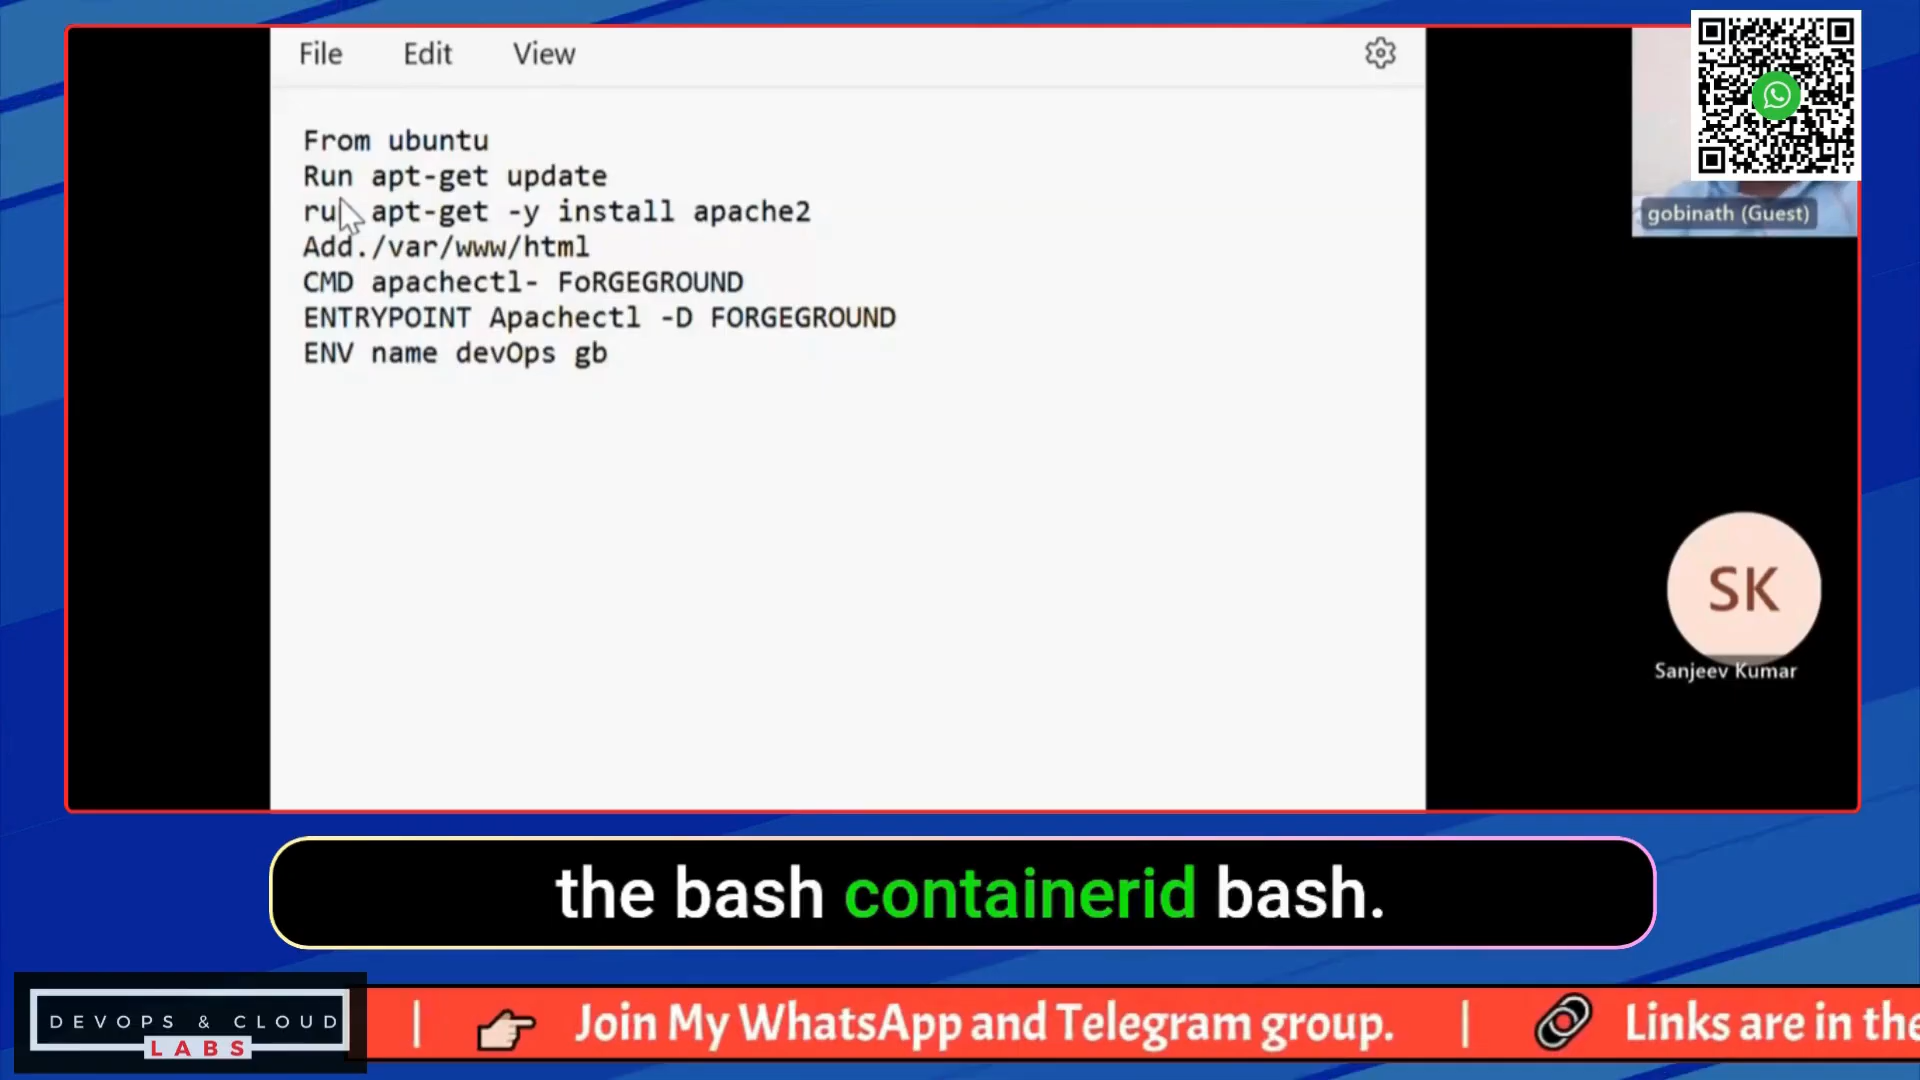 File Edit View
From ubuntu
Run apt-get update
ru apt-get -y install apache2
Add./var/www/html
CMD apachectl- FoRGEGROUND
ENTRYPOINT Apachectl -D FORGEGROUND
ENV name devOps gb
gobinath (Guest)
SK
Sanjeev Kumar
the bash containerid bash.
DEVOPS & CLOUD
LABS
| Join My WhatsApp and Telegram group. | Links are in the